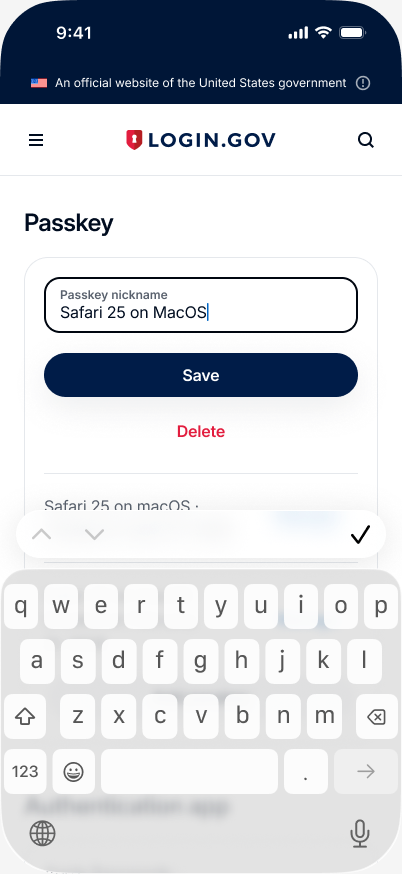 9:41
An official website of the United States government
LOGIN.GOV
Passkey
Passkey nickname
Safari 25 on MacOS
Save
Delete
Safari 25 on macOS ·
q w e r t y u i o p
a s d f g h j k l
z x c v b n m
123 .
Authentication app